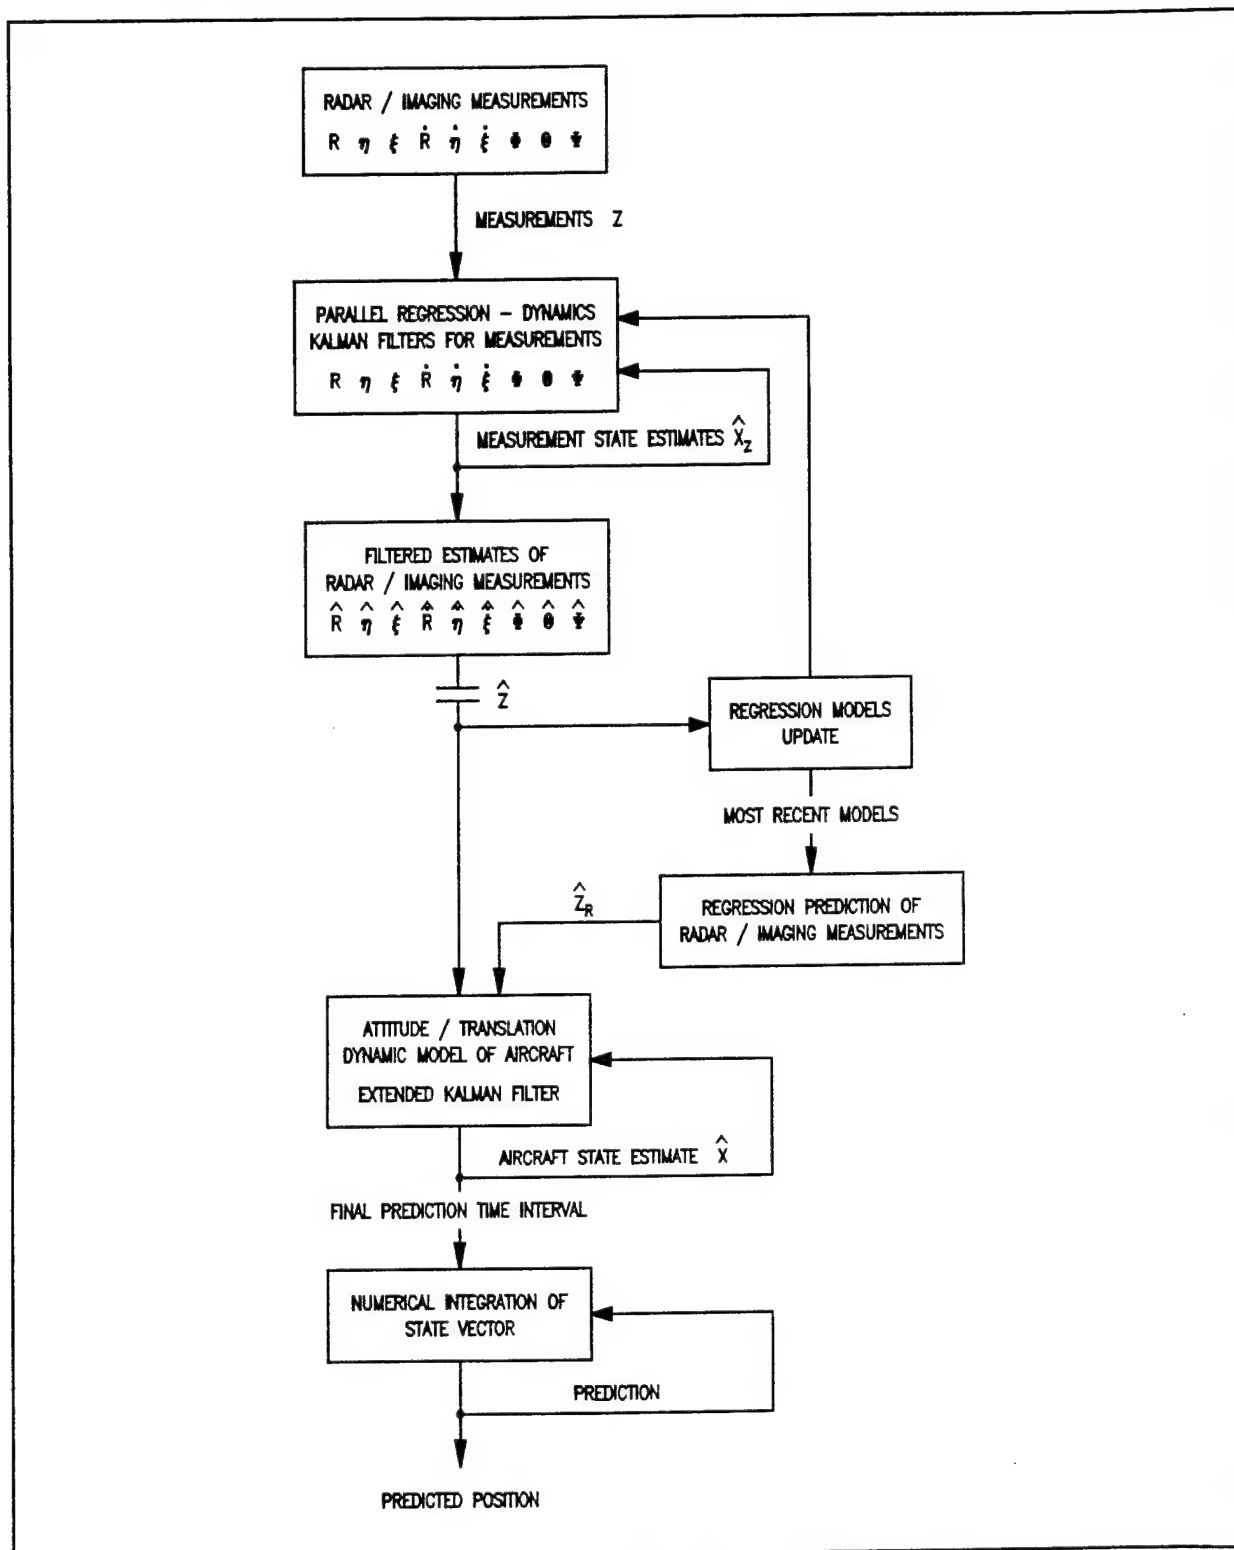 RADAR / IMAGING MEASUREMENTS
R η ξ Ṙ η̇ ξ̇ Φ Θ Ψ
MEASUREMENTS Z
PARALLEL REGRESSION – DYNAMICS
KALMAN FILTERS FOR MEASUREMENTS
R η ξ Ṙ η̇ ξ̇ Φ Θ Ψ
MEASUREMENT STATE ESTIMATES X̂_Z
FILTERED ESTIMATES OF
RADAR / IMAGING MEASUREMENTS
R̂ η̂ ξ̂ Ṙ̂ η̇̂ ξ̇̂ Φ̂ Θ̂ Ψ̂
Ẑ
REGRESSION MODELS
UPDATE
MOST RECENT MODELS
Ẑ_R
REGRESSION PREDICTION OF
RADAR / IMAGING MEASUREMENTS
ATTITUDE / TRANSLATION
DYNAMIC MODEL OF AIRCRAFT
EXTENDED KALMAN FILTER
AIRCRAFT STATE ESTIMATE X̂
FINAL PREDICTION TIME INTERVAL
NUMERICAL INTEGRATION OF
STATE VECTOR
PREDICTION
PREDICTED POSITION